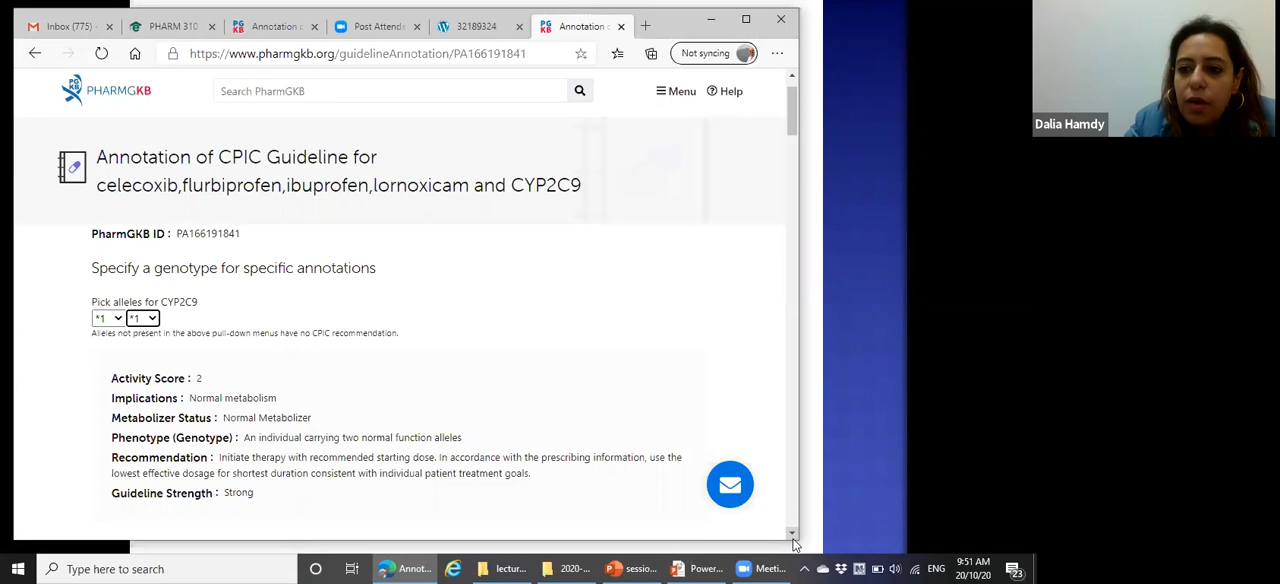 Inbox (775) -
PHARM 310
Annotation
Post Attend
32189324
Annotation
https://www.pharmgkb.org/guidelineAnnotation/PA166191841
Not syncing
PHARMGKB
Search PharmGKB
Menu
Help
Dalia Hamdy
Annotation of CPIC Guideline for
celecoxib,flurbiprofen,ibuprofen,lornoxicam and CYP2C9
PharmGKB ID : PA166191841
Specify a genotype for specific annotations
Pick alleles for CYP2C9
*1 *1
Alleles not present in the above pull-down menus have no CPIC recommendation.
Activity Score : 2
Implications : Normal metabolism
Metabolizer Status : Normal Metabolizer
Phenotype (Genotype) : An individual carrying two normal function alleles
Recommendation : Initiate therapy with recommended starting dose. In accordance with the prescribing information, use the
lowest effective dosage for shortest duration consistent with individual patient treatment goals.
Guideline Strength : Strong
Type here to search
Annot...
lectur...
2020-...
sessio...
Power...
Meeti...
ENG
9:51 AM
20/10/20
23